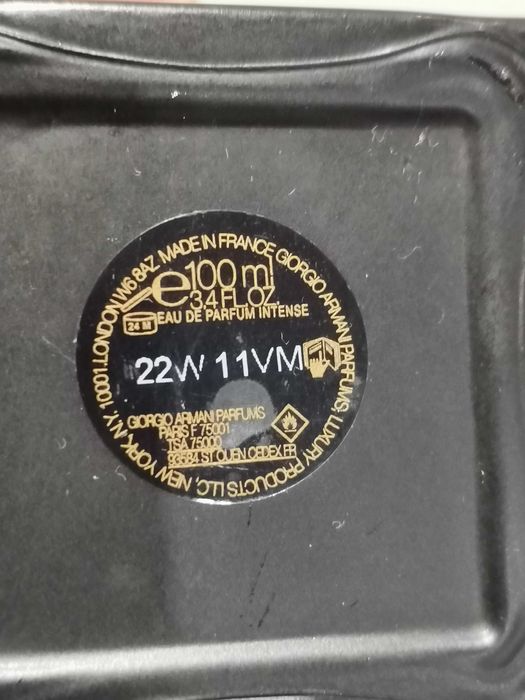 MADE IN FRANCE GIORGIO ARMANI PARFUMS, LUXURY PRODUCTS LLC, NEW YORK, N.Y. 10001. LONDON W6 8AZ
e 100 ml
3.4 FL.OZ.
EAU DE PARFUM INTENSE
24 M
22W 11VM
GIORGIO ARMANI PARFUMS
PARIS F 75001
TSA 75000
93584 ST OUEN CEDEX FR